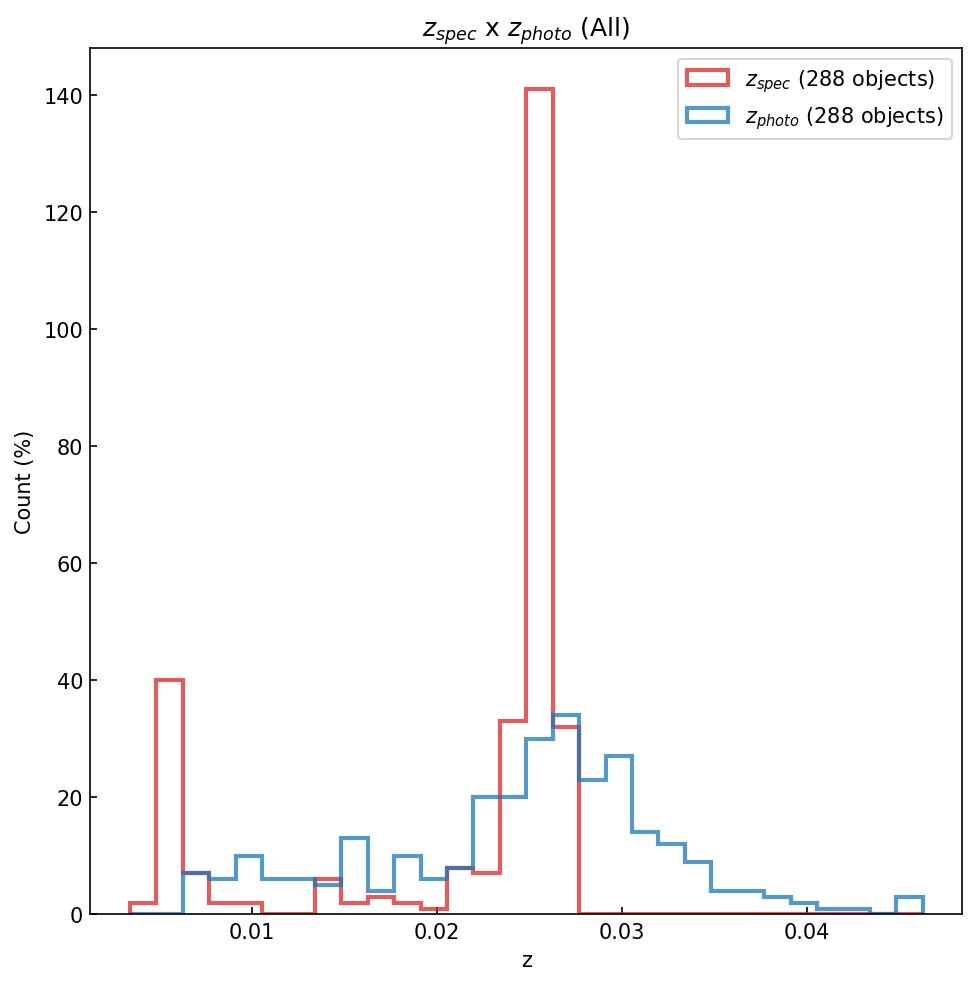 z_spec x z_photo (All)
z_spec (288 objects)
z_photo (288 objects)
Count (%)
140
120
100
80
60
40
20
0
0.01 0.02 0.03 0.04
z